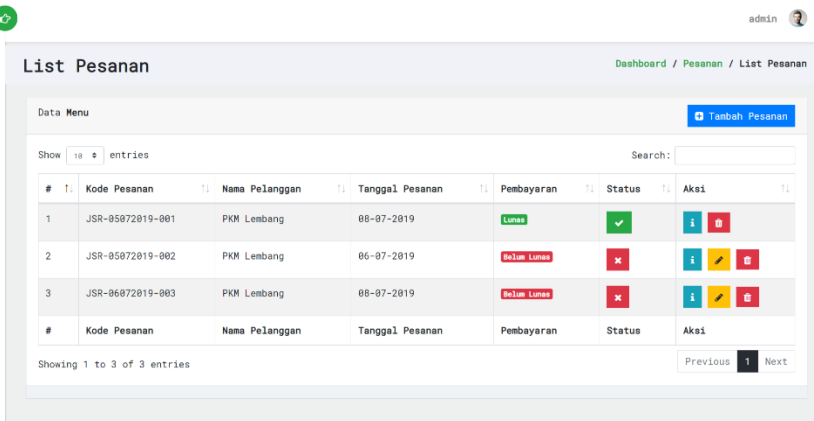 admin
List Pesanan
Dashboard / Pesanan / List Pesanan
Data Menu
Tambah Pesanan
Show 10 entries
Search:
# Kode Pesanan Nama Pelanggan Tanggal Pesanan Pembayaran Status Aksi
1 JSR-05072019-001 PKM Lembang 08-07-2019 Lunas
2 JSR-05072019-002 PKM Lembang 06-07-2019 Belum Lunas
3 JSR-06072019-003 PKM Lembang 08-07-2019 Belum Lunas
# Kode Pesanan Nama Pelanggan Tanggal Pesanan Pembayaran Status Aksi
Showing 1 to 3 of 3 entries
Previous 1 Next